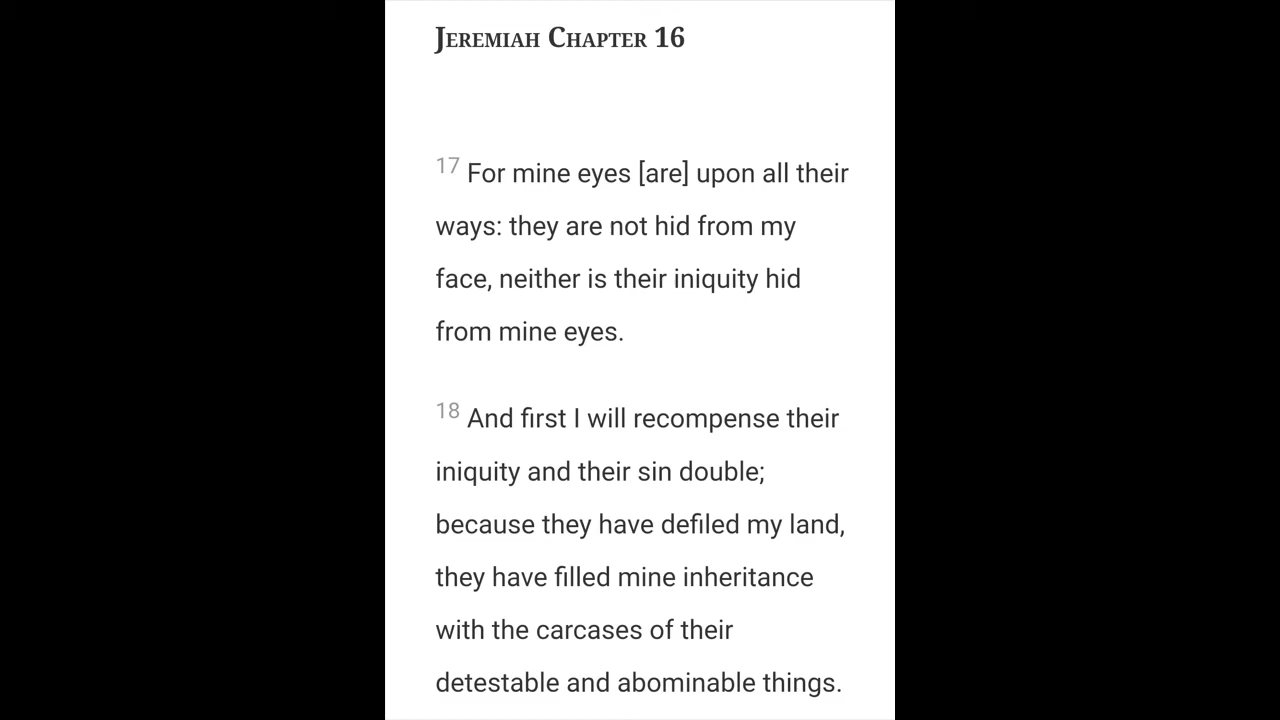 Jeremiah Chapter 16
17 For mine eyes [are] upon all their
ways: they are not hid from my
face, neither is their iniquity hid
from mine eyes.
18 And first I will recompense their
iniquity and their sin double;
because they have defiled my land,
they have filled mine inheritance
with the carcases of their
detestable and abominable things.